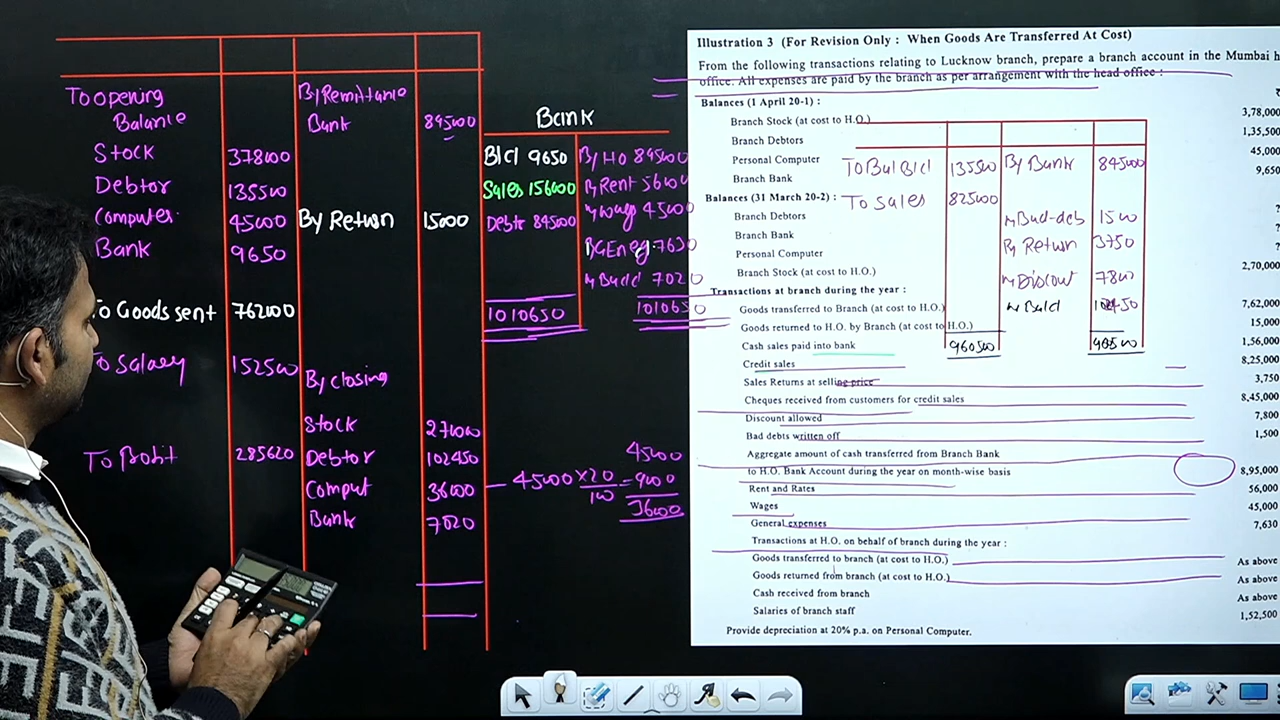 To opening
Balance
Stock 378000
Debtor 135500
Computer 45000
Bank 9650
To Goods sent 762000
To Salary 152500
To Profit 285620
By Remittance
Bank 895000
By Return 15000
By closing
Stock 270000
Debtor 102450
Comput 36000
Bank 7020
45000 × 20
100
45000
= 9000
36000
Bank
B/d 9650 By HO 895000
Sales 156000 By Rent 56000
Debtr 845000 By wages 45000
7630
7020
1010650 1010650
Illustration 3 (For Revision Only : When Goods Are Transferred At Cost)
From the following transactions relating to Lucknow branch, prepare a branch account in the Mumbai h
office. All expenses are paid by the branch as per arrangement with the head office :
Balances (1 April 20-1) :
Branch Stock (at cost to H.O.) 3,78,000
Branch Debtors 1,35,500
Personal Computer 45,000
Branch Bank 9,650
Balances (31 March 20-2) :
Branch Debtors ?
Branch Bank ?
Personal Computer ?
Branch Stock (at cost to H.O.) 2,70,000
Transactions at branch during the year :
Goods transferred to Branch (at cost to H.O.) 7,62,000
Goods returned to H.O. by Branch (at cost to H.O.) 15,000
Cash sales paid into bank 1,56,000
Credit sales 8,25,000
Sales Returns at selling price 3,750
Cheques received from customers for credit sales 8,45,000
Discount allowed 7,800
Bad debts written off 1,500
Aggregate amount of cash transferred from Branch Bank
to H.O. Bank Account during the year on month-wise basis 8,95,000
Rent and Rates 56,000
Wages 45,000
General expenses 7,630
Transactions at H.O. on behalf of branch during the year :
Goods transferred to branch (at cost to H.O.) As above
Goods returned from branch (at cost to H.O.) As above
Cash received from branch As above
Salaries of branch staff 1,52,500
Provide depreciation at 20% p.a. on Personal Computer.
To Bal B/d 135500 By Bank 845000
To Sales 825000
By Bad-deb 1500
By Return 3750
By Discout 7800
By Bal c/d
960500